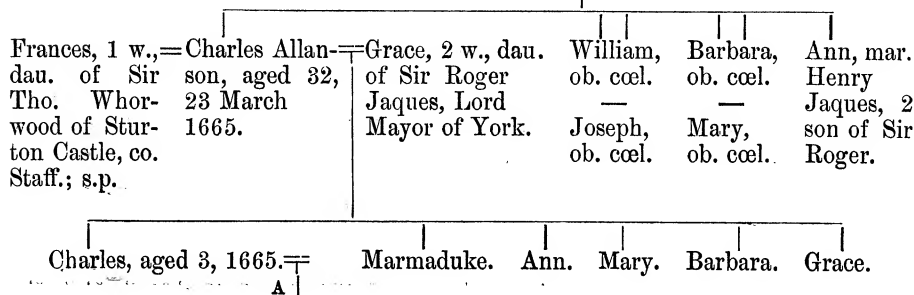 Frances, 1 w.,=
dau. of Sir
Tho. Whor-
wood of Stur-
ton Castle, co.
Staff.; s.p.
Charles Allan-=
son, aged 32,
23 March
1665.
Grace, 2 w., dau.
of Sir Roger
Jaques, Lord
Mayor of York.
William,
ob. cœl.
—
Joseph,
ob. cœl.
Barbara,
ob. cœl.
—
Mary,
ob. cœl.
Ann, mar.
Henry
Jaques, 2
son of Sir
Roger.
Charles, aged 3, 1665.= Marmaduke. Ann. Mary. Barbara. Grace.
A